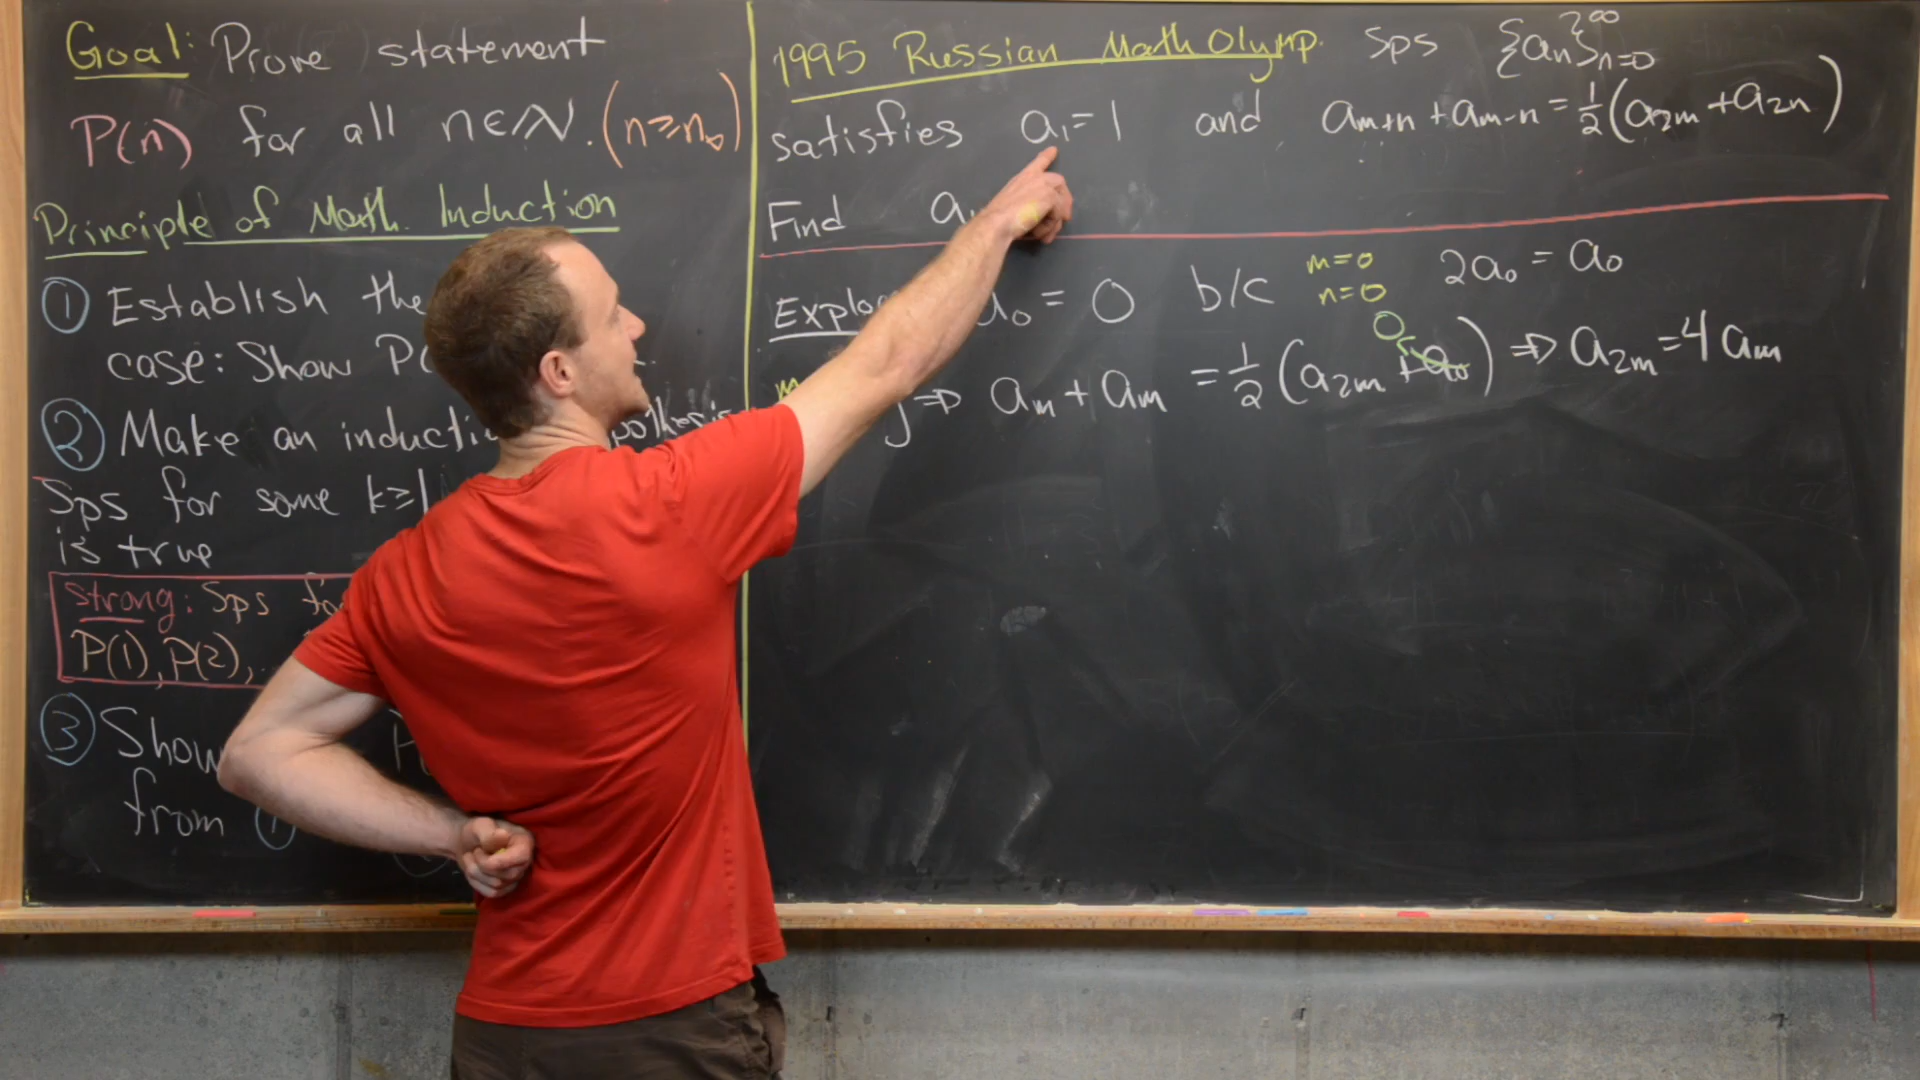 Goal: Prove statement
P(n) for all n∈ℕ. (n≥n₀)
Principle of Math. Induction
① Establish the
case: Show P(
② Make an
Sps for some k≥1
is true
Strong: Sps
P(1), P(2), ..
③ Show
from ①
1995 Russian Math Olymp. Sps {aₙ}ₙ₌₀^∞
satisfies a₁=1 and aₘ₊ₙ + aₘ₋ₙ = ½(a₂ₘ + a₂ₙ)
Find
a₀ = 0 b/c m=0 n=0 2a₀ = a₀
⇒ aₘ + aₘ = ½(a₂ₘ + a₀) 0 ⇒ a₂ₘ = 4aₘ